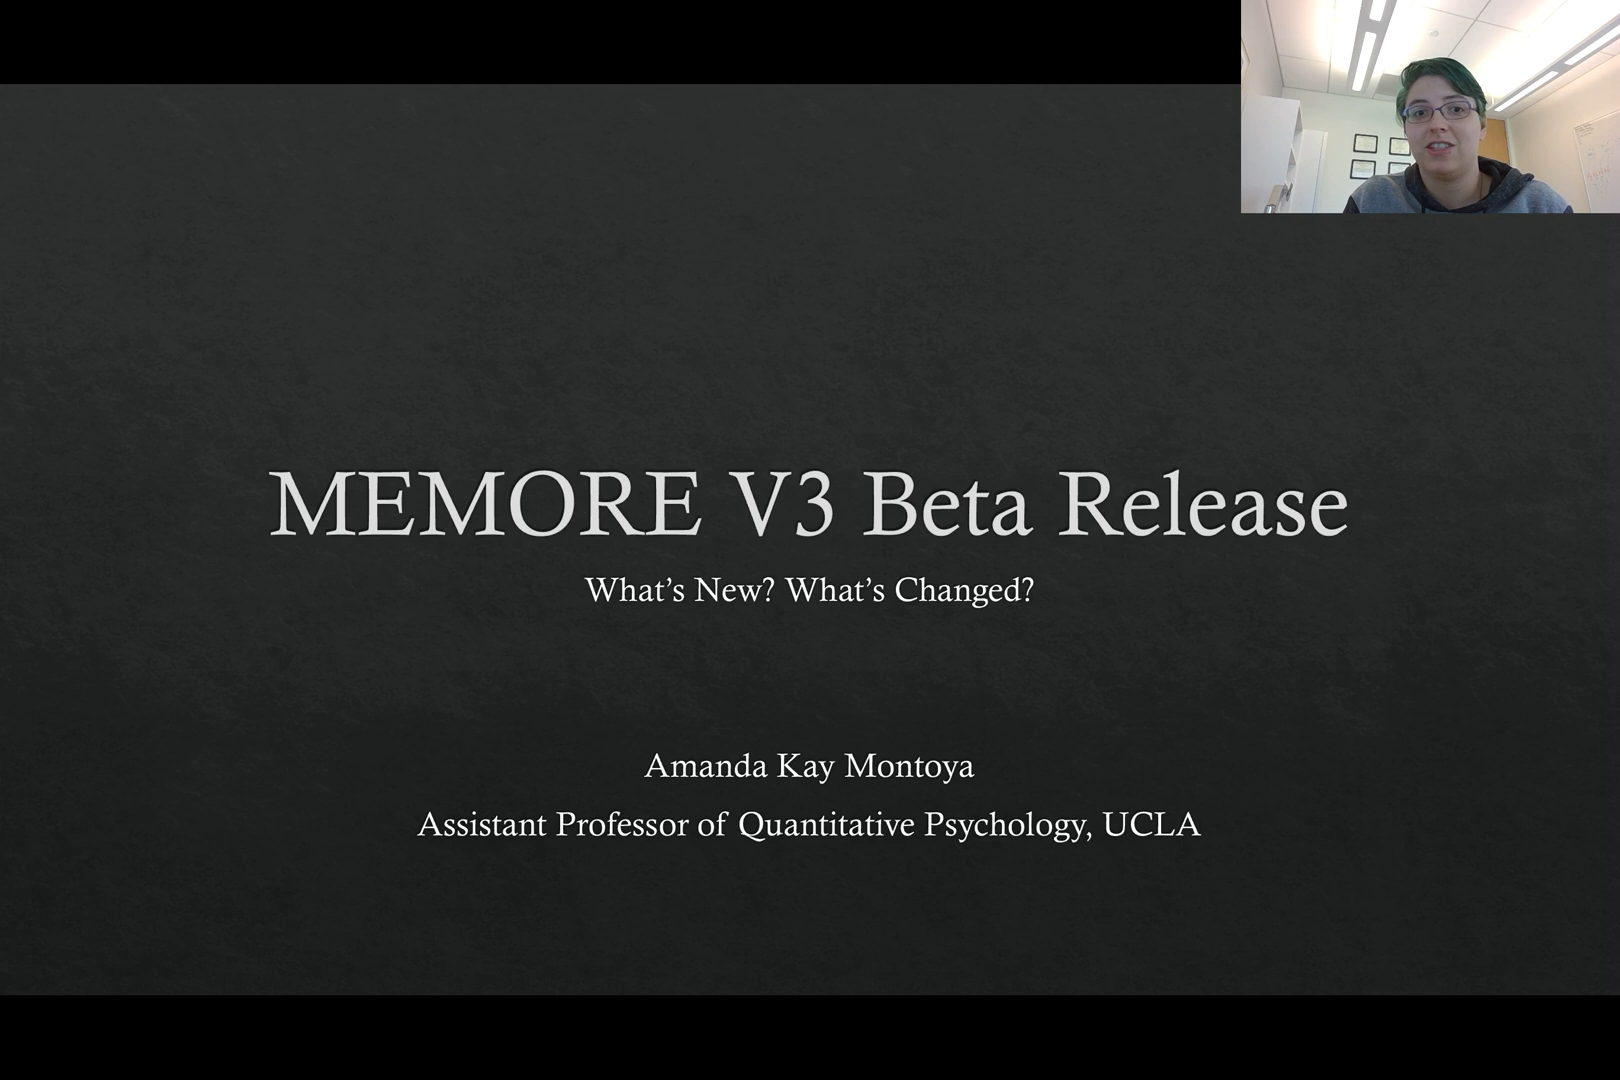 MEMORE V3 Beta Release
What’s New? What’s Changed?
Amanda Kay Montoya
Assistant Professor of Quantitative Psychology, UCLA